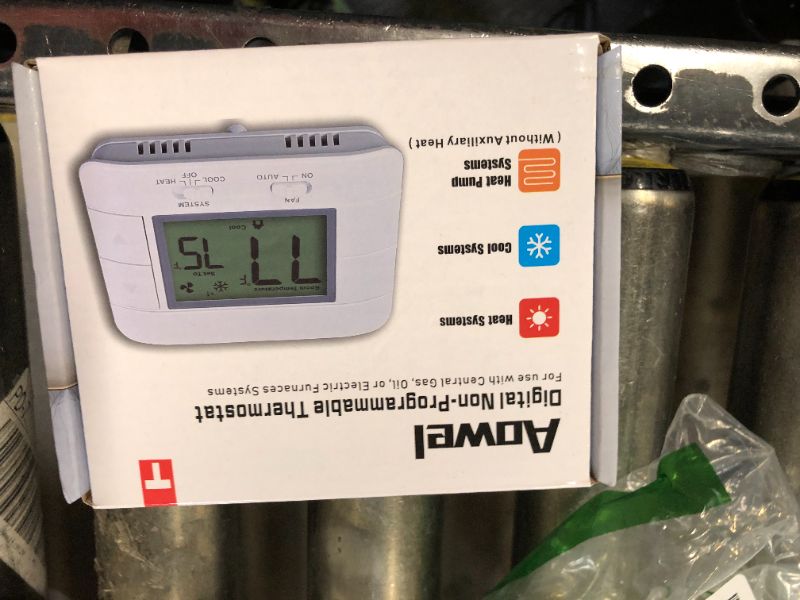 Aowel
Digital Non-Programmable Thermostat
For use with Central Gas, Oil, or Electric Furnaces Systems
Heat Systems
Cool Systems
Heat Pump
Systems
( Without Auxiliary Heat )
Room Temperature
77°F
Set To
75°F
Cool
FAN
ON AUTO
SYSTEM
COOL HEAT
OFF